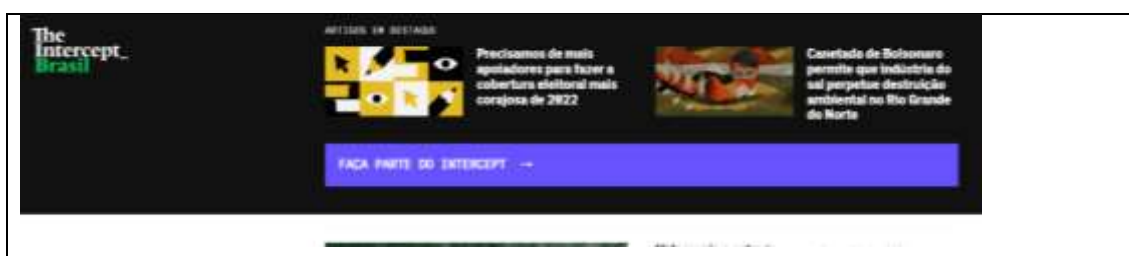 The
Intercept_
Brasil
ARTIGOS EM DESTAQUE
Precisamos de mais
apoiadores para fazer a
cobertura eleitoral mais
corajosa de 2022
Canetada de Bolsonaro
permite que indústria do
sal perpetue destruição
ambiental no Rio Grande
do Norte
FAÇA PARTE DO INTERCEPT →